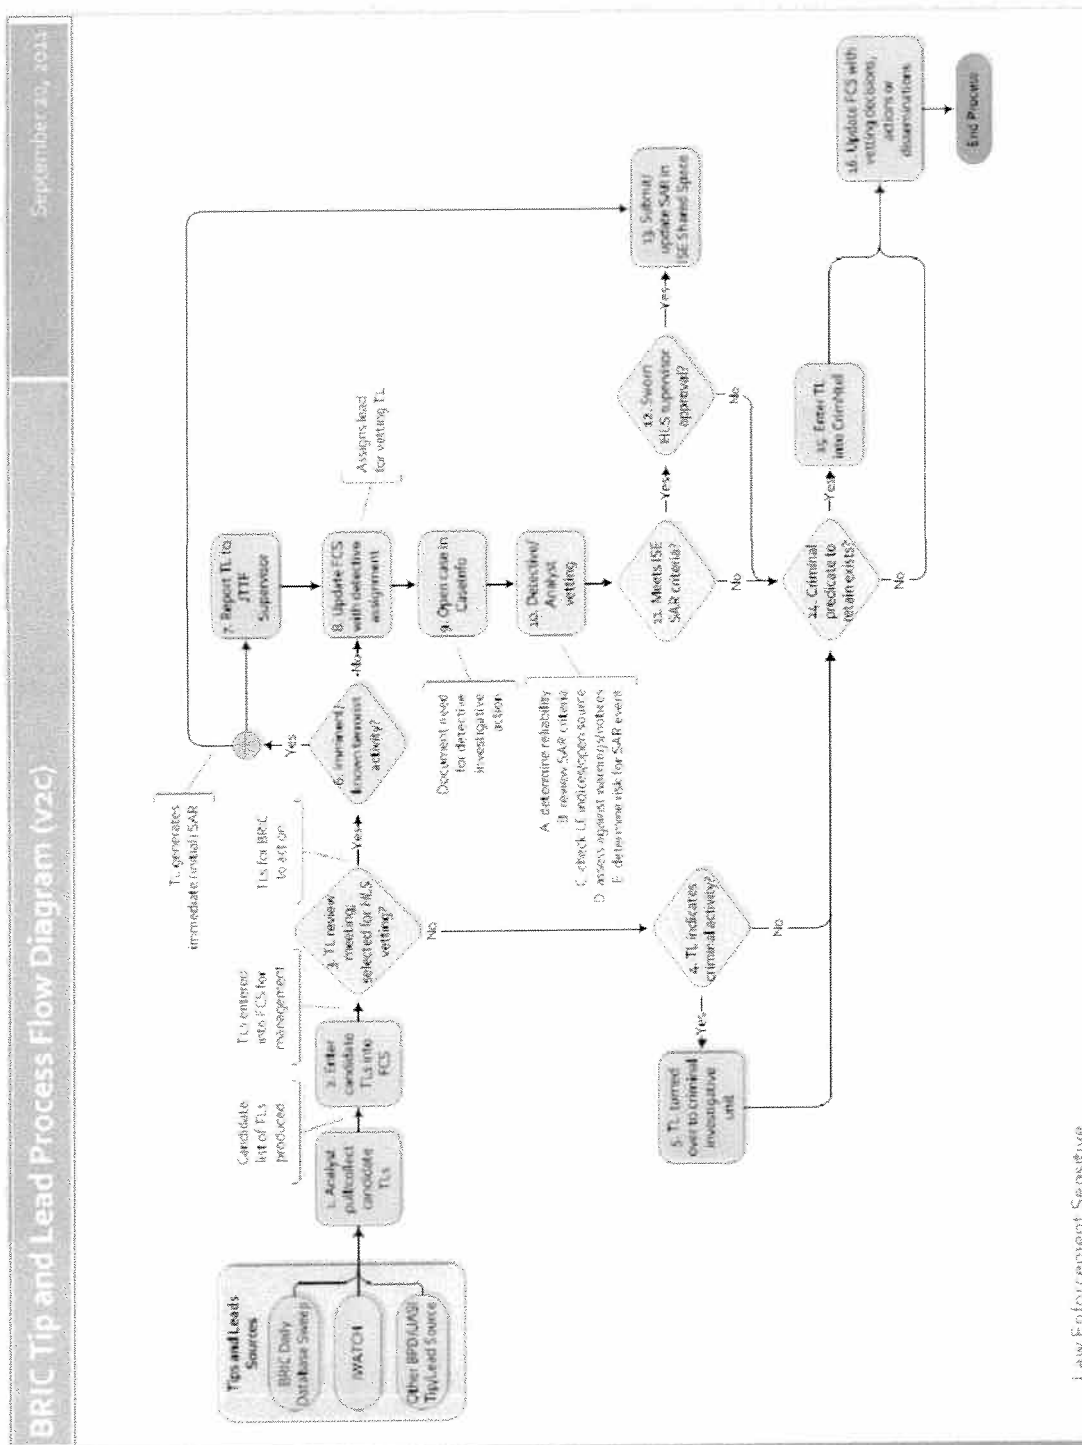 BRIC Tip and Lead Process Flow Diagram (v2c)
September 20, 2011
Tips and Leads
Sources
BRIC Daily
Database Sweep
iWATCH
Other BPD/UASI
Tip/Lead Source
Candidate
list of TLs
produced
1. Analyst
pull/collect
candidate
TLs
TLs entered
into FCS for
management
2. Enter
candidate
TLs into
FCS
TLs for BRIC
to act on
3. TL review
meeting:
selected for HLS
vetting?
Yes
No
TL generates
immediate (initial) SAR
6. Imminent/
known terrorist
activity?
Yes
No
7. Report TL to
JTTF
Supervisor
8. Update FCS
with detective
assignment
Assigns lead
for vetting TL
9. Open case in
CaseInfo
Document need
for detective
investigative
action
10. Detective/
Analyst
vetting
A. determine reliability
B. review SAR criteria
C. check LE indices/open source
D. assess against warnings/notices
E. determine risk for SAR event
4. TL indicates
criminal activity?
Yes
No
5. TL turned
over to criminal
investigative
unit
11. Meets ISE
SAR criteria?
Yes
No
12. Sworn
HLS supervisor
approval?
Yes
No
13. Submit/
update SAR in
ISE Shared Space
14. Criminal
predicate to
retain exists?
Yes
No
15. Enter TL
into CrimNtel
16. Update FCS with
vetting decisions,
actions or
disseminations
End Process
Law Enforcement Sensitive